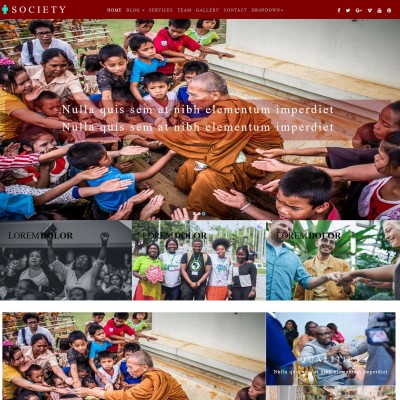 SOCIETY
HOME BLOG SERVICES TEAM GALLERY CONTACT DROPDOWN
Nulla quis sem at nibh elementum imperdiet
Nulla quis sem at nibh elementum imperdiet
LOREMDOLOR LOREMDOLOR LOREMDOLOR
QUALITIES
Nulla quis sem at nibh elementum imperdiet